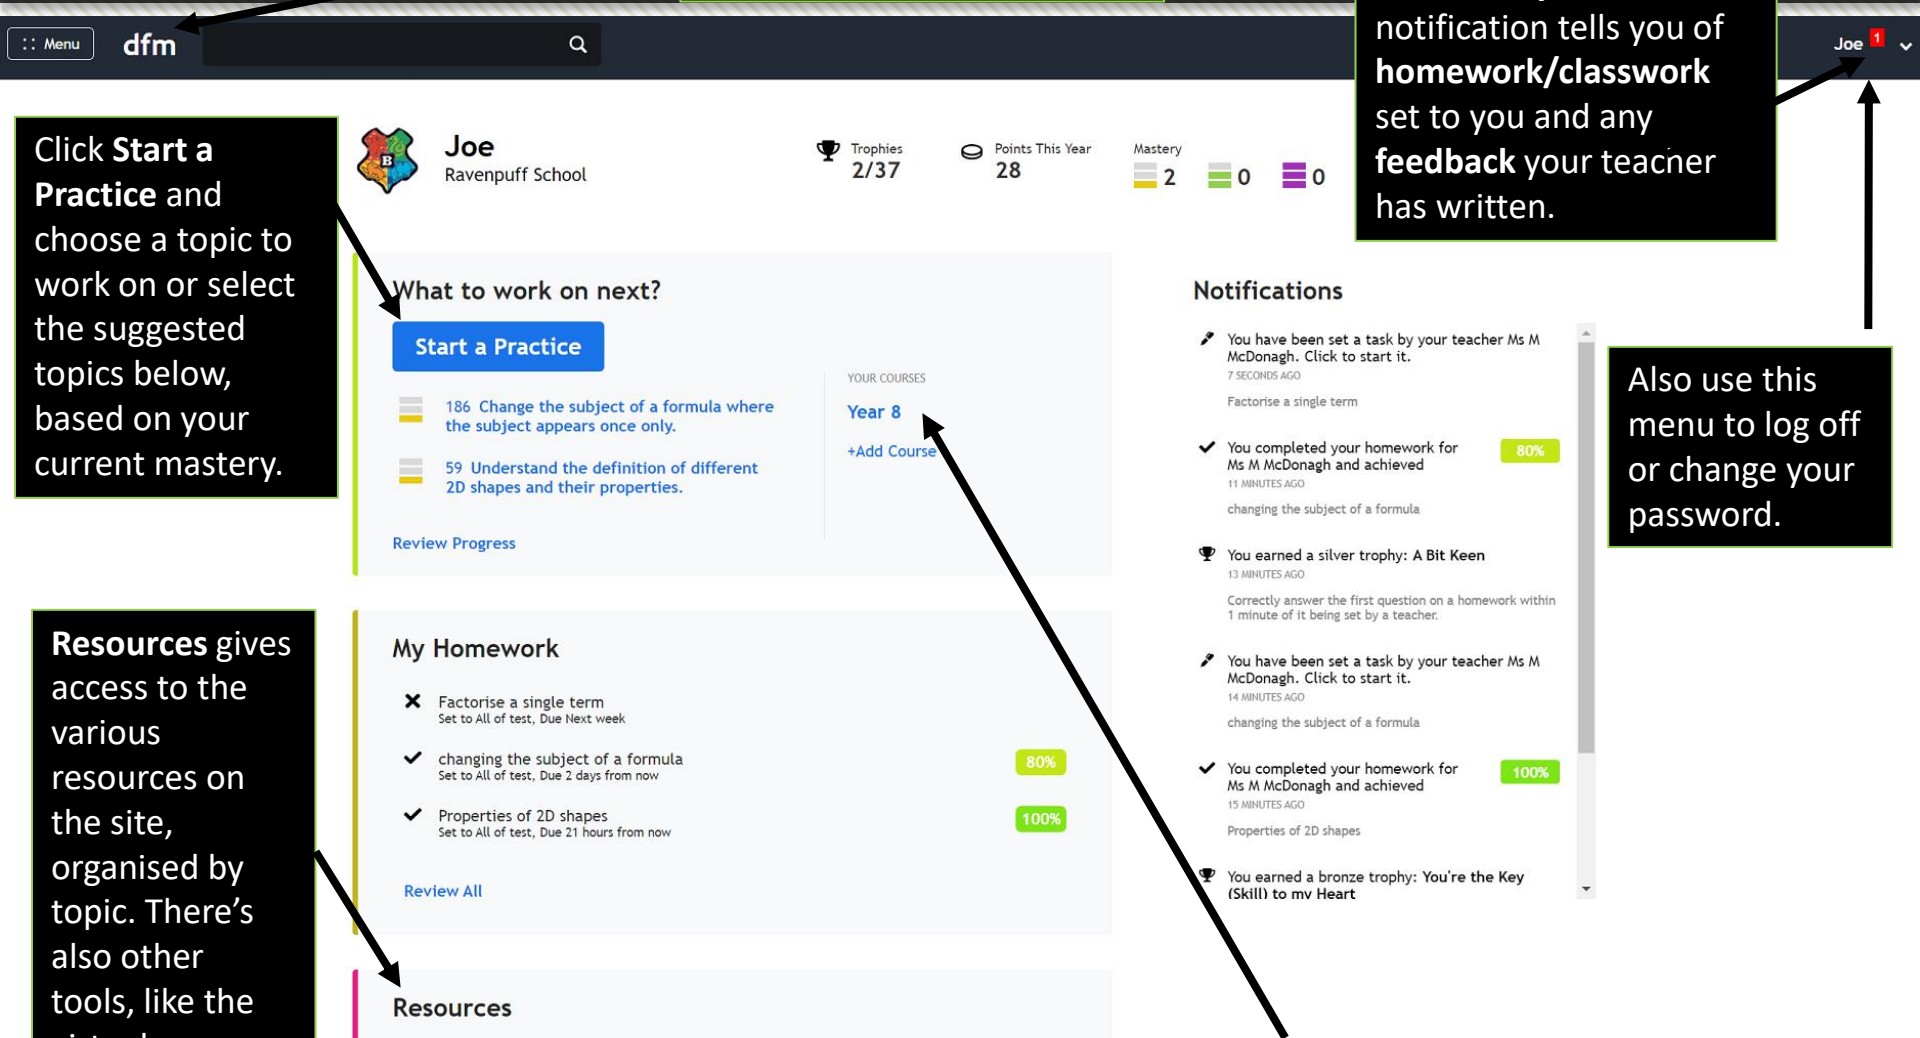 notification tells you of
homework/classwork
set to you and any
feedback your teacher
has written.
:: Menu
dfm
Joe 1
Click Start a
Practice and
choose a topic to
work on or select
the suggested
topics below,
based on your
current mastery.
B
Joe
Ravenpuff School
Trophies
2/37
Points This Year
28
Mastery
2 0 0
What to work on next?
Start a Practice
186 Change the subject of a formula where
the subject appears once only.
59 Understand the definition of different
2D shapes and their properties.
Review Progress
YOUR COURSES
Year 8
+Add Course
Notifications
You have been set a task by your teacher Ms M
McDonagh. Click to start it.
7 SECONDS AGO
Factorise a single term
You completed your homework for
Ms M McDonagh and achieved
80%
11 MINUTES AGO
changing the subject of a formula
You earned a silver trophy: A Bit Keen
13 MINUTES AGO
Correctly answer the first question on a homework within
1 minute of it being set by a teacher.
You have been set a task by your teacher Ms M
McDonagh. Click to start it.
14 MINUTES AGO
changing the subject of a formula
You completed your homework for
Ms M McDonagh and achieved
100%
15 MINUTES AGO
Properties of 2D shapes
You earned a bronze trophy: You're the Key
(Skill) to my Heart
Also use this
menu to log off
or change your
password.
My Homework
Factorise a single term
Set to All of test, Due Next week
changing the subject of a formula
Set to All of test, Due 2 days from now
80%
Properties of 2D shapes
Set to All of test, Due 21 hours from now
100%
Review All
Resources gives
access to the
various
resources on
the site,
organised by
topic. There's
also other
tools, like the
Resources